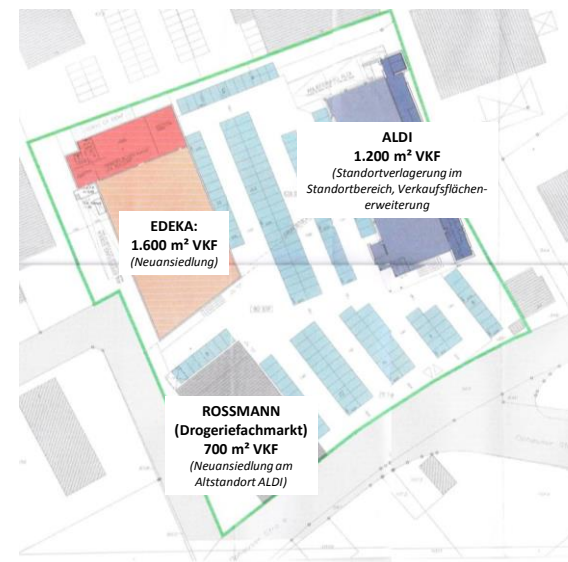 ALDI
1.200 m² VKF
(Standortverlagerung im
Standortbereich, Verkaufsflächen-
erweiterung
EDEKA:
1.600 m² VKF
(Neuansiedlung)
ROSSMANN
(Drogeriefachmarkt)
700 m² VKF
(Neuansiedlung am
Altstandort ALDI)